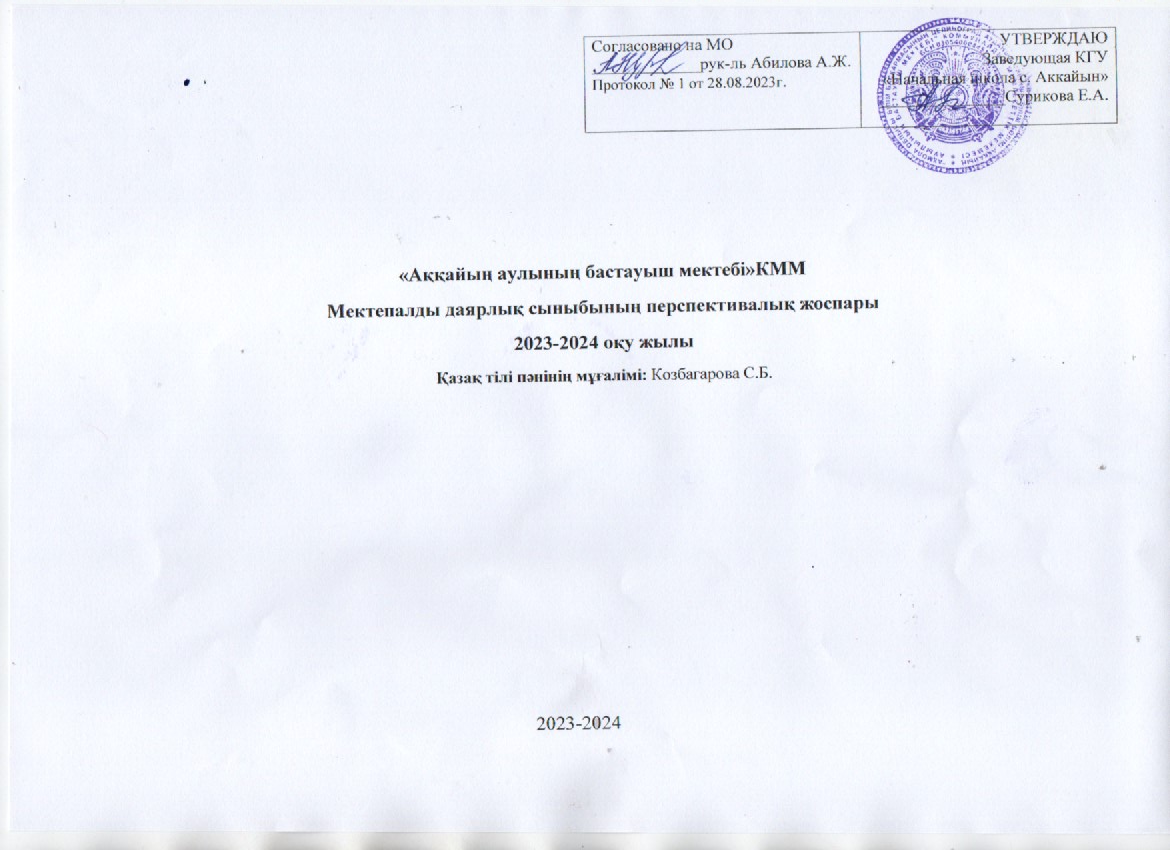 Согласовано на МО
рук-ль Абилова А.Ж.
Протокол № 1 от 28.08.2023г.
УТВЕРЖДАЮ
Заведующая КГУ
«Начальная школа с. Аккайын»
Сурикова Е.А.
«Аққайың аулының бастауыш мектебі»КММ
Мектепалды даярлық сыныбының перспективалық жоспары
2023-2024 оқу жылы
Қазақ тілі пәнінің мұғалімі: Козбагарова С.Б.
2023-2024